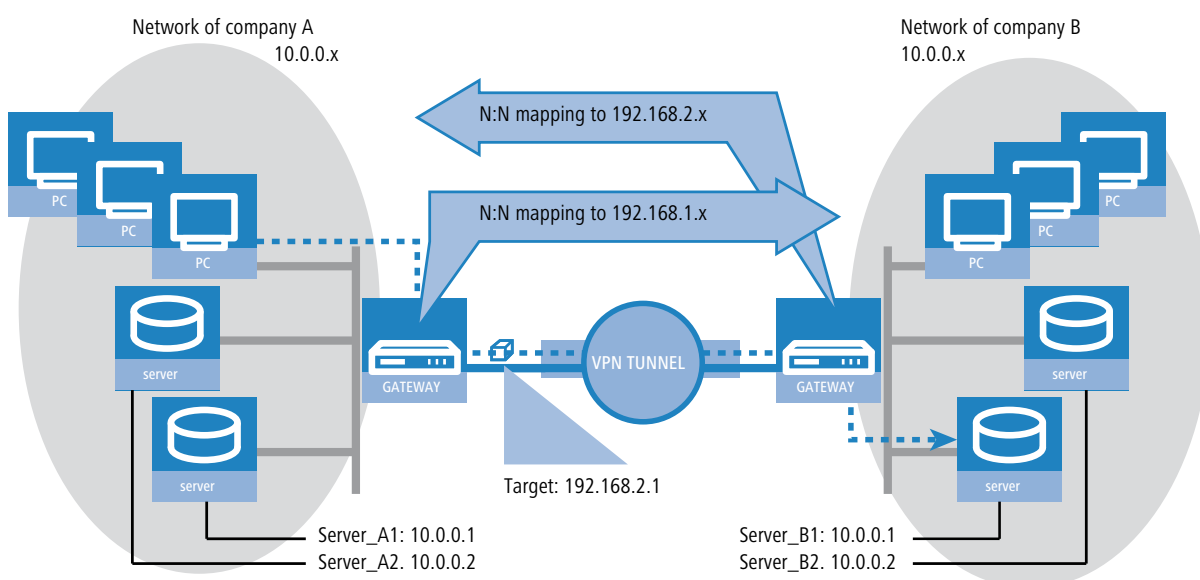 Network of company A
10.0.0.x
Network of company B
10.0.0.x
N:N mapping to 192.168.2.x
N:N mapping to 192.168.1.x
PC
PC
PC
PC
PC
PC
server
server
GATEWAY
VPN TUNNEL
GATEWAY
server
server
Target: 192.168.2.1
Server_A1: 10.0.0.1
Server_A2. 10.0.0.2
Server_B1: 10.0.0.1
Server_B2. 10.0.0.2